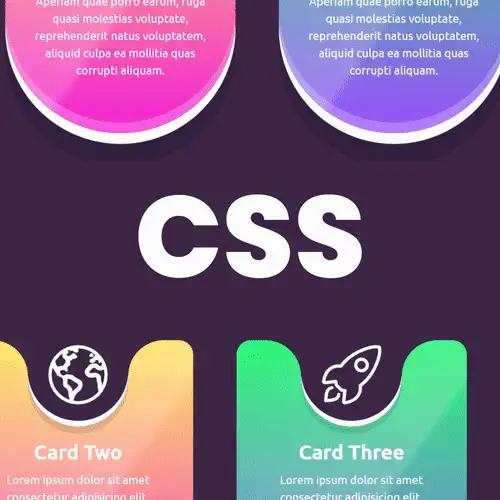 Aperiam quae porro earum, fuga
quasi molestias voluptate,
reprehenderit natus voluptatem,
aliquid culpa ea mollitia quas
corrupti aliquam.
Aperiam quae porro earum, fuga
quasi molestias voluptate,
reprehenderit natus voluptatem,
aliquid culpa ea mollitia quas
corrupti aliquam.
CSS
Card Two
Lorem ipsum dolor sit amet
consectetur adipisicing elit
Card Three
Lorem ipsum dolor sit amet
consectetur adipisicing elit